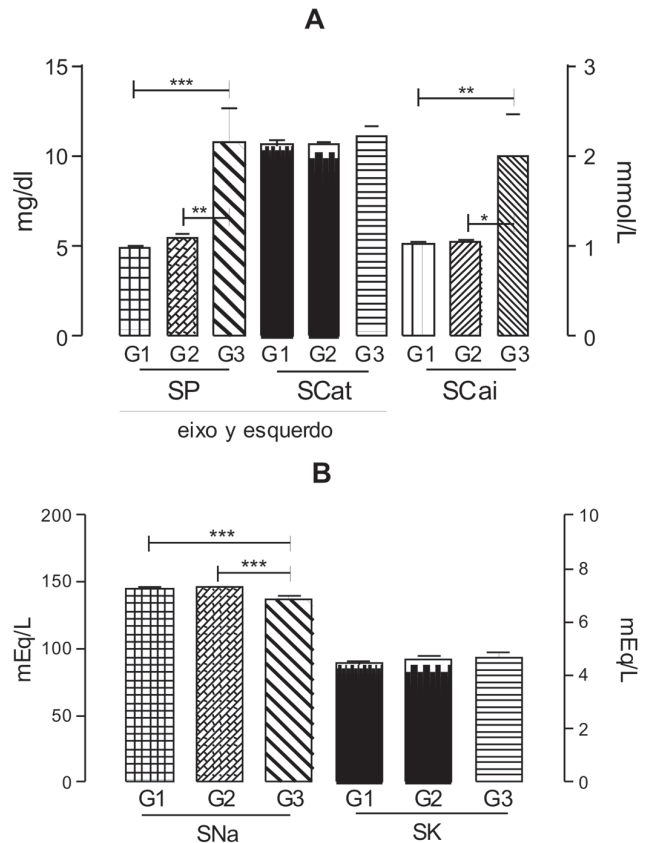 A
15
10
5
0
mg/dl
3
2
1
0
mmol/L
***
**
**
*
G1 G2 G3 G1 G2 G3 G1 G2 G3
SP SCat SCai
eixo y esquerdo
B
200
150
100
50
0
mEq/L
10
8
6
4
2
0
mEq/L
***
***
G1 G2 G3 G1 G2 G3
SNa SK